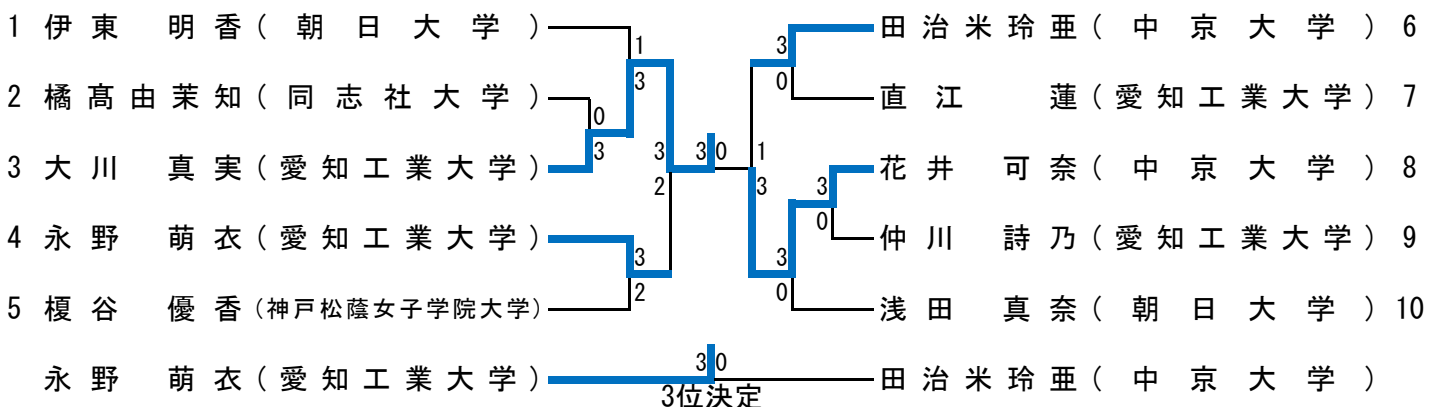 1 伊東 明香(朝日大学)
2 橘髙由茉知(同志社大学)
3 大川 真実(愛知工業大学)
4 永野 萌衣(愛知工業大学)
5 榎谷 優香(神戸松蔭女子学院大学)
永野 萌衣(愛知工業大学)
1
3
0
3
3
2
3
2
3 0
1
3
3
0
3
0
3
0
3 0
3位決定
田治米玲亜(中京大学) 6
直江 蓮(愛知工業大学) 7
花井 可奈(中京大学) 8
仲川 詩乃(愛知工業大学) 9
浅田 真奈(朝日大学) 10
田治米玲亜(中京大学)